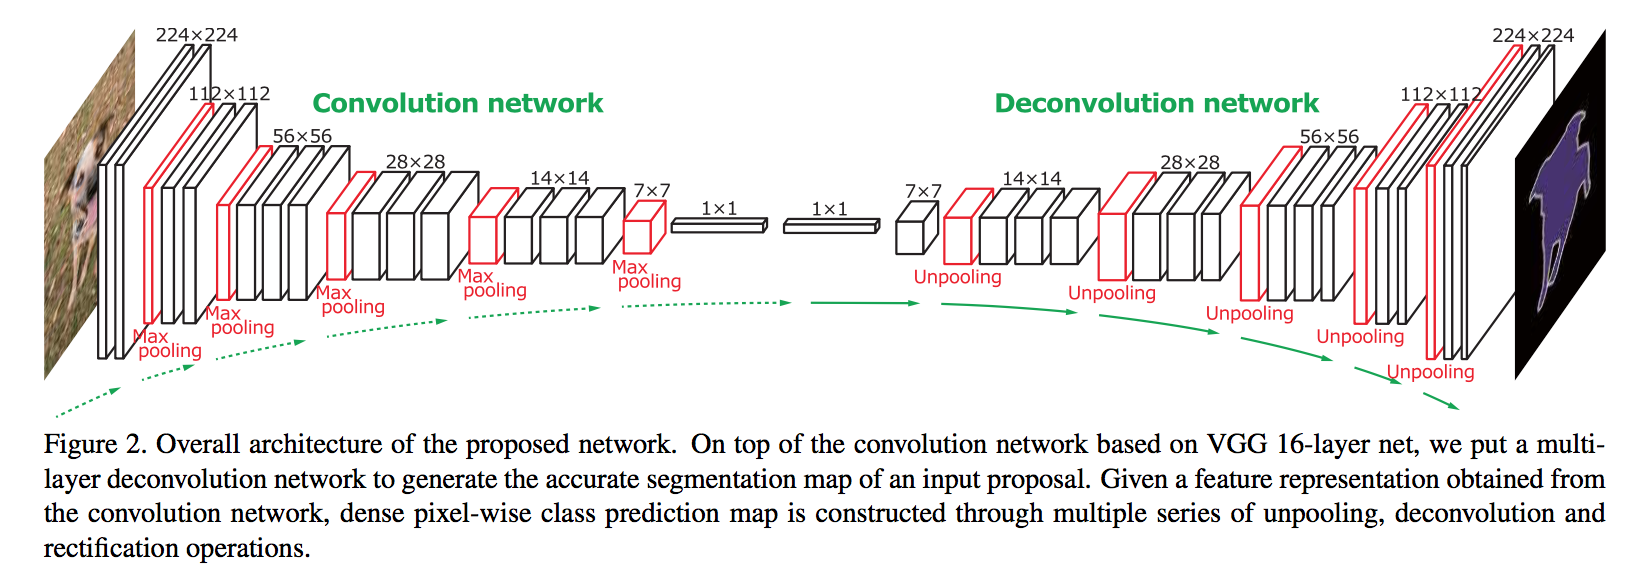 224×224
112×112
56×56
28×28
14×14
7×7
1×1
1×1
7×7
14×14
28×28
56×56
112×112
224×224
Convolution network
Deconvolution network
Max
pooling
Max
pooling
Max
pooling
Max
pooling
Max
pooling
Unpooling
Unpooling
Unpooling
Unpooling
Unpooling
Figure 2. Overall architecture of the proposed network. On top of the convolution network based on VGG 16-layer net, we put a multi-
layer deconvolution network to generate the accurate segmentation map of an input proposal. Given a feature representation obtained from
the convolution network, dense pixel-wise class prediction map is constructed through multiple series of unpooling, deconvolution and
rectification operations.